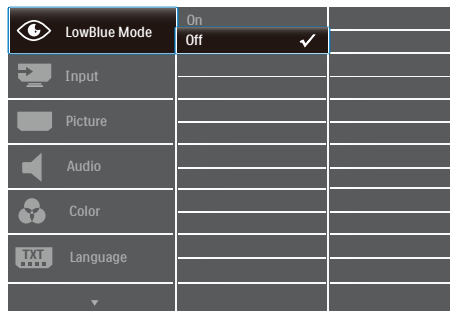 LowBlue Mode
On
Off
Input
Picture
Audio
Color
TXT
Language